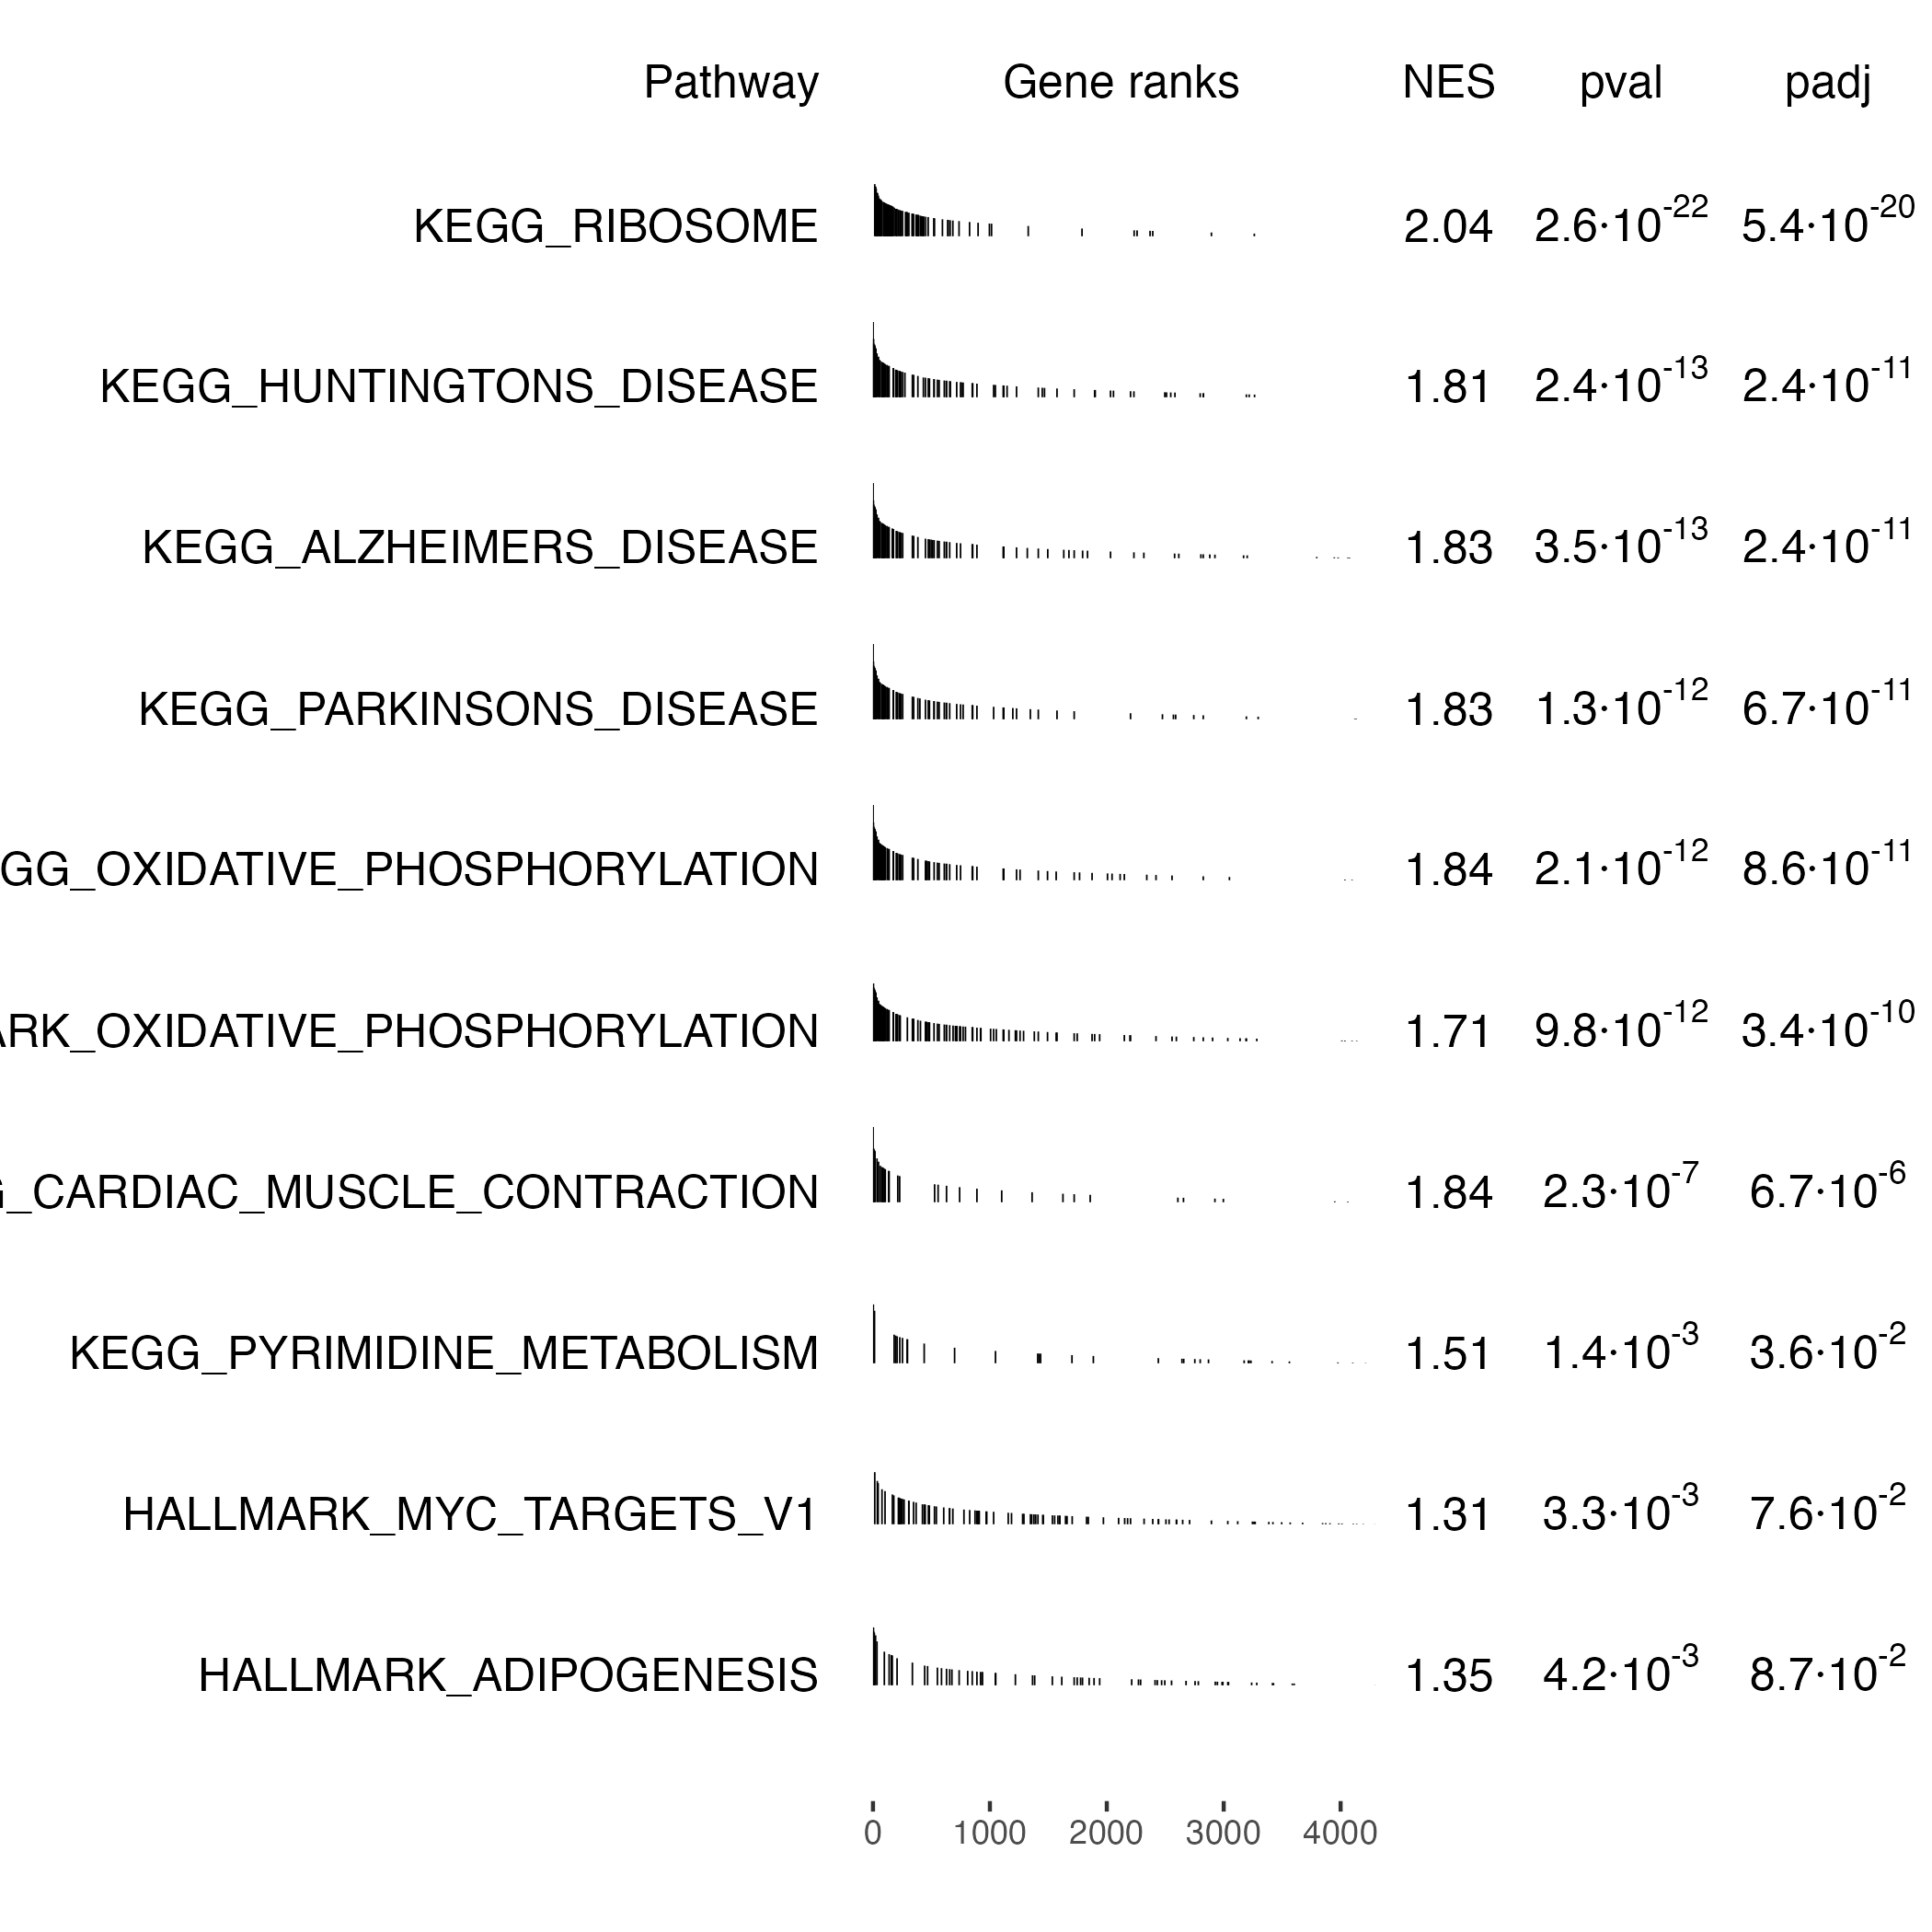 Pathway Gene ranks NES pval padj
KEGG_RIBOSOME 2.04 2.6·10⁻²² 5.4·10⁻²⁰
KEGG_HUNTINGTONS_DISEASE 1.81 2.4·10⁻¹³ 2.4·10⁻¹¹
KEGG_ALZHEIMERS_DISEASE 1.83 3.5·10⁻¹³ 2.4·10⁻¹¹
KEGG_PARKINSONS_DISEASE 1.83 1.3·10⁻¹² 6.7·10⁻¹¹
GG_OXIDATIVE_PHOSPHORYLATION 1.84 2.1·10⁻¹² 8.6·10⁻¹¹
ARK_OXIDATIVE_PHOSPHORYLATION 1.71 9.8·10⁻¹² 3.4·10⁻¹⁰
G_CARDIAC_MUSCLE_CONTRACTION 1.84 2.3·10⁻⁷ 6.7·10⁻⁶
KEGG_PYRIMIDINE_METABOLISM 1.51 1.4·10⁻³ 3.6·10⁻²
HALLMARK_MYC_TARGETS_V1 1.31 3.3·10⁻³ 7.6·10⁻²
HALLMARK_ADIPOGENESIS 1.35 4.2·10⁻³ 8.7·10⁻²
0 1000 2000 3000 4000